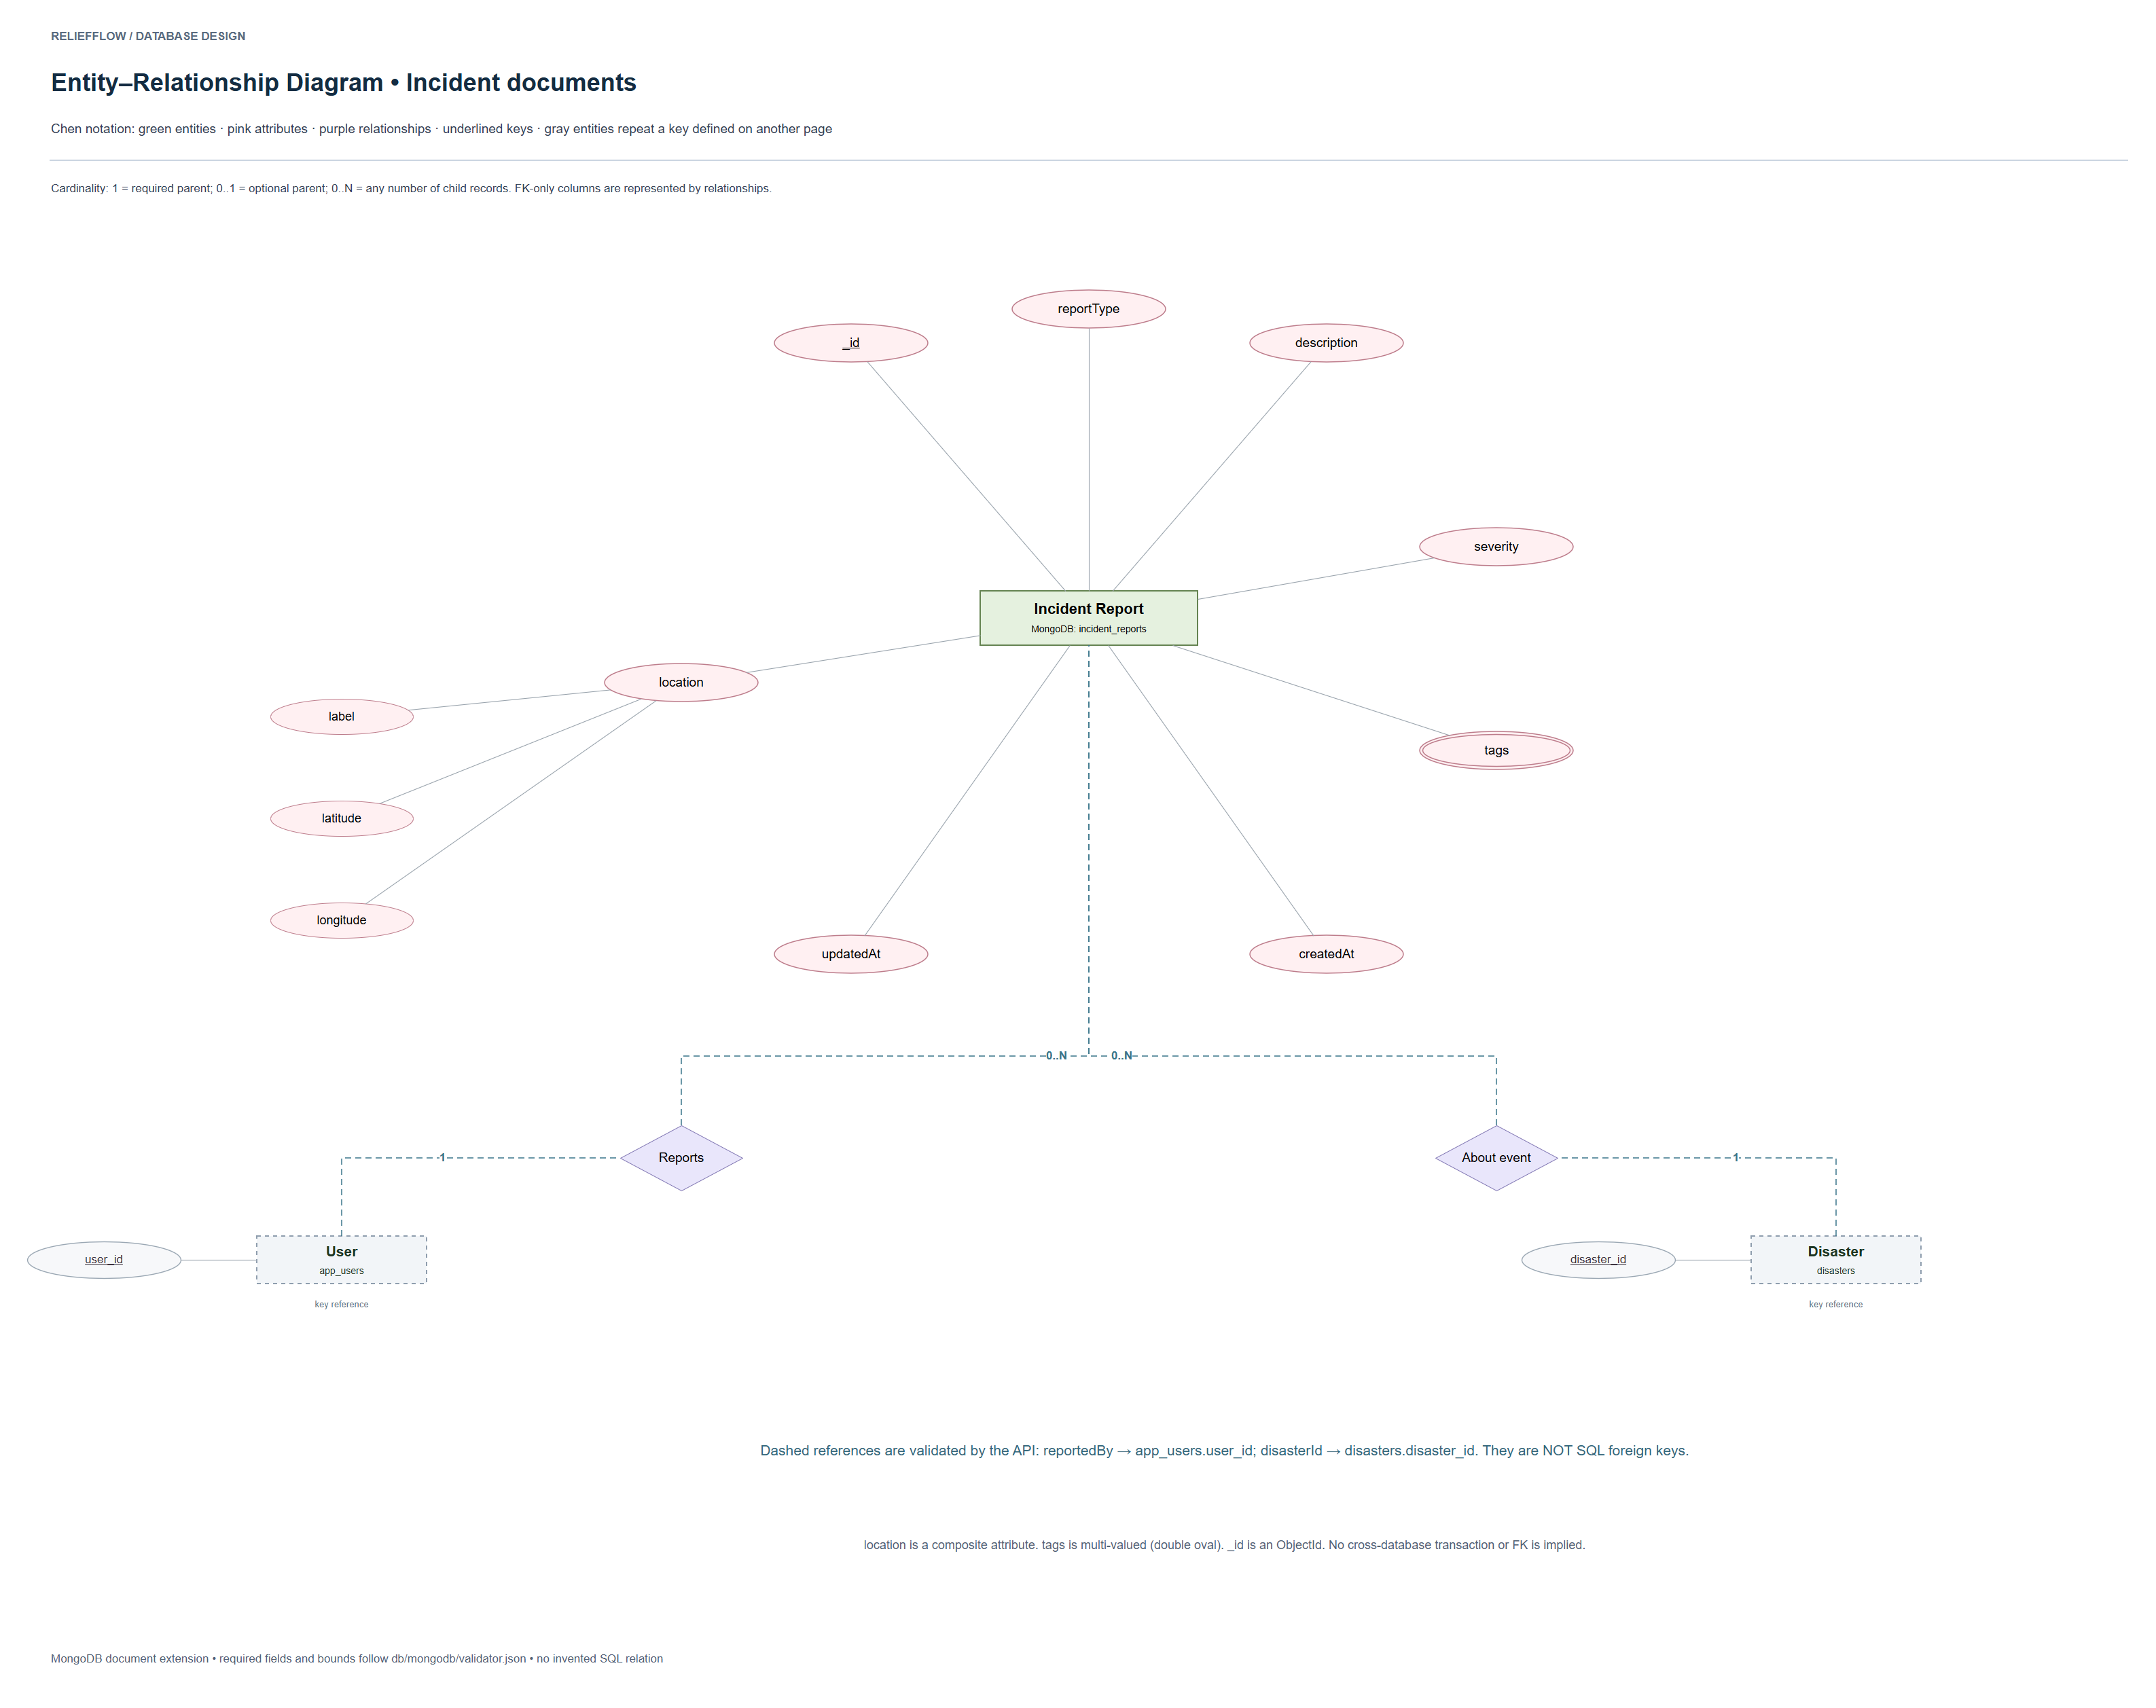 RELIEFFLOW / DATABASE DESIGN
Entity–Relationship Diagram • Incident documents
Chen notation: green entities · pink attributes · purple relationships · underlined keys · gray entities repeat a key defined on another page
Cardinality: 1 = required parent; 0..1 = optional parent; 0..N = any number of child records. FK-only columns are represented by relationships.
reportType
_id
description
severity
Incident Report
MongoDB: incident_reports
location
label
tags
latitude
longitude
updatedAt
createdAt
0..N
0..N
1
Reports
About event
1
user_id
User
app_users
key reference
disaster_id
Disaster
disasters
key reference
Dashed references are validated by the API: reportedBy → app_users.user_id; disasterId → disasters.disaster_id. They are NOT SQL foreign keys.
location is a composite attribute. tags is multi-valued (double oval). _id is an ObjectId. No cross-database transaction or FK is implied.
MongoDB document extension • required fields and bounds follow db/mongodb/validator.json • no invented SQL relation